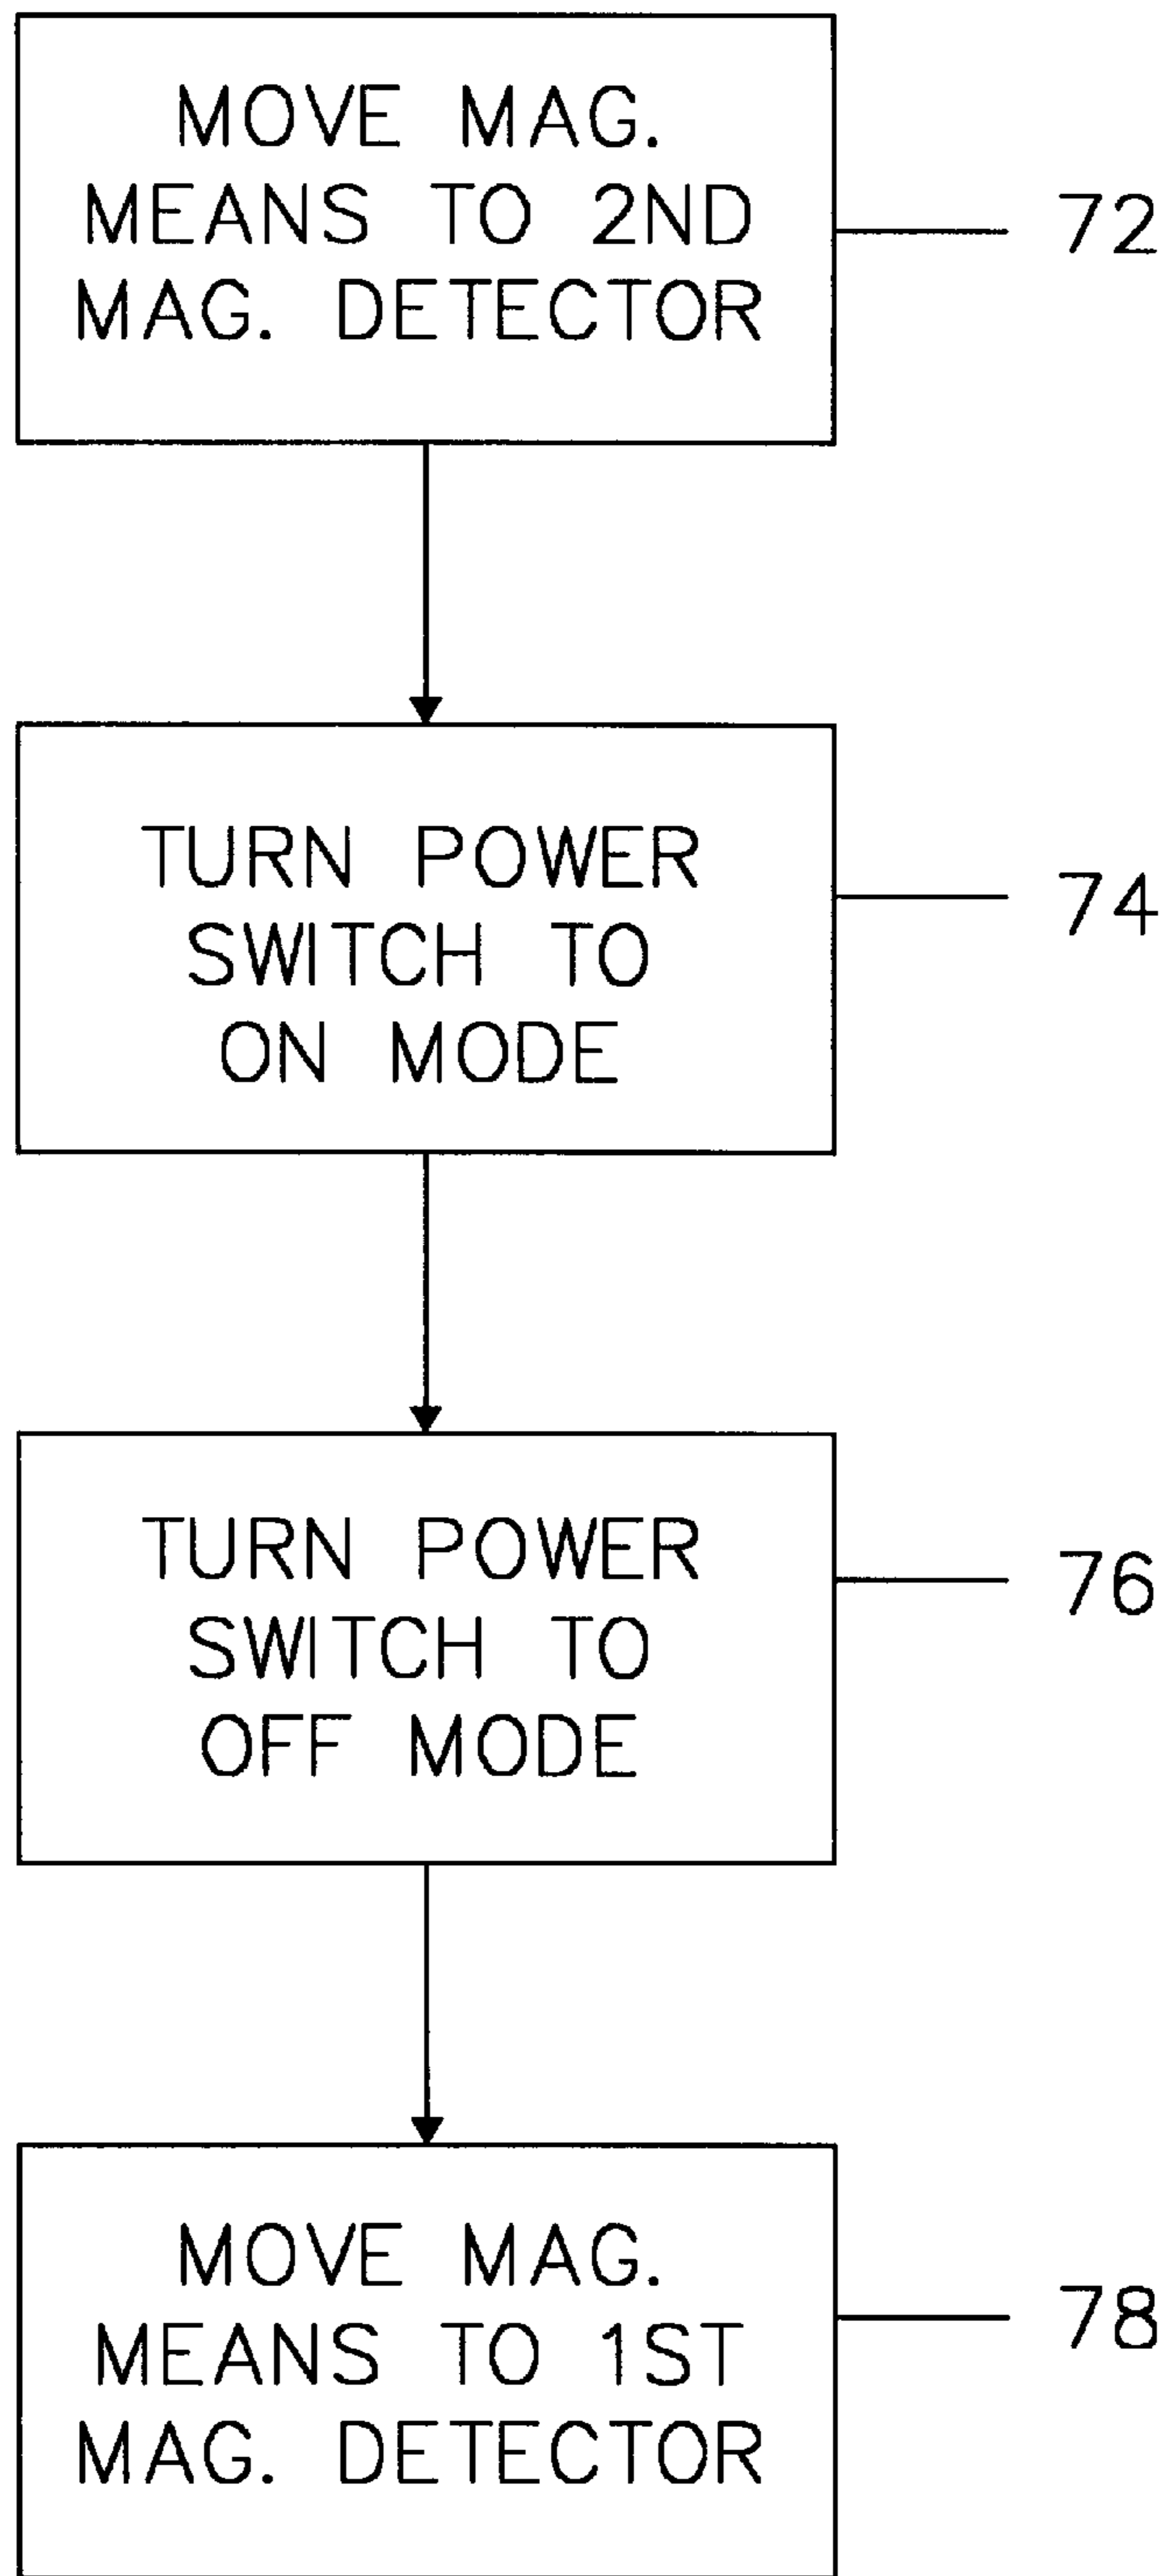 MOVE MAG.
MEANS TO 2ND
MAG. DETECTOR
72
TURN POWER
SWITCH TO
ON MODE
74
TURN POWER
SWITCH TO
OFF MODE
76
MOVE MAG.
MEANS TO 1ST
MAG. DETECTOR
78